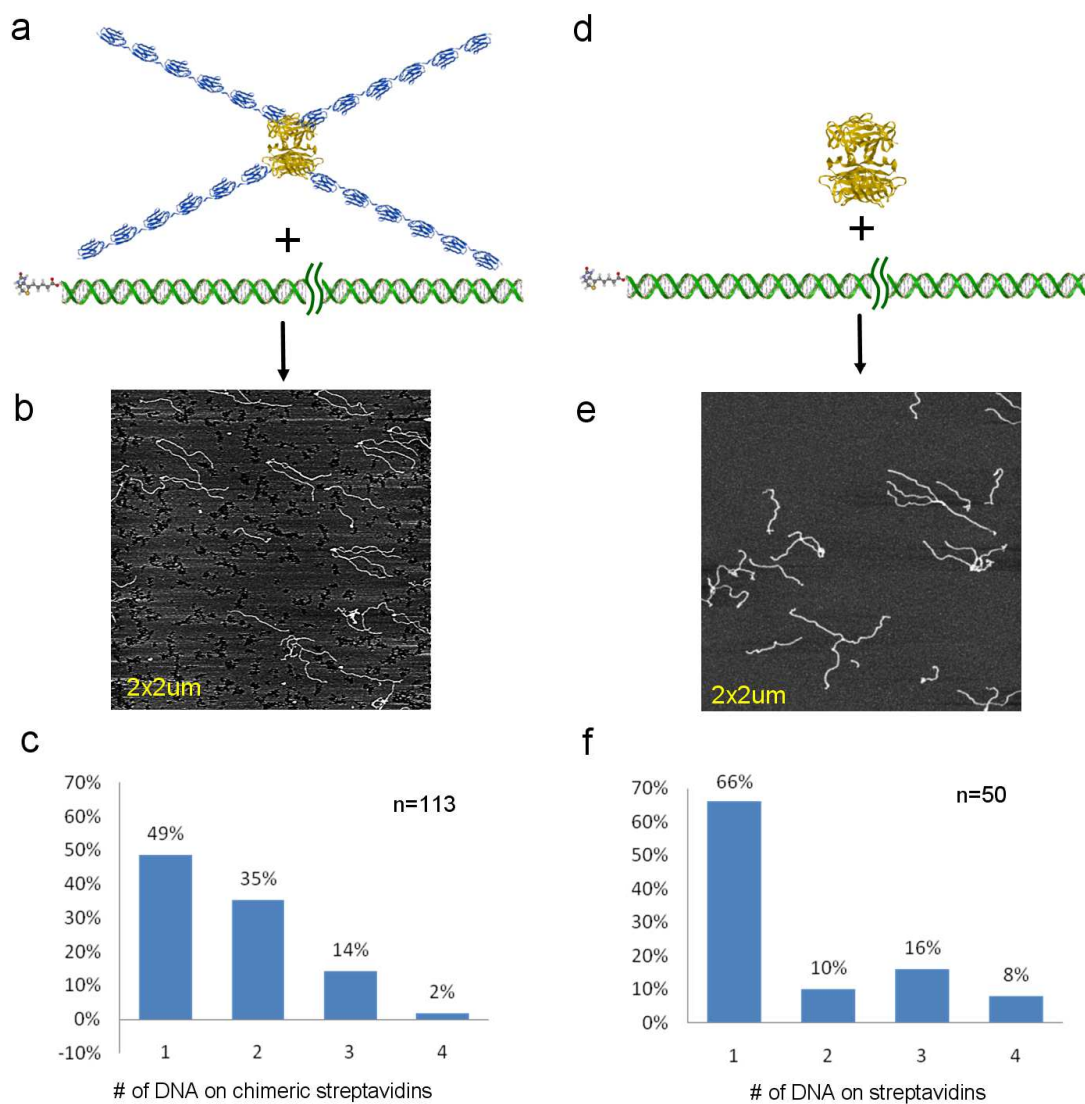 a
+
b
2x2um
c
n=113
70%
60%
50%
40%
30%
20%
10%
0%
-10%
49%
35%
14%
2%
1 2 3 4
# of DNA on chimeric streptavidins
d
+
e
2x2um
f
n=50
70%
60%
50%
40%
30%
20%
10%
0%
66%
10%
16%
8%
1 2 3 4
# of DNA on streptavidins